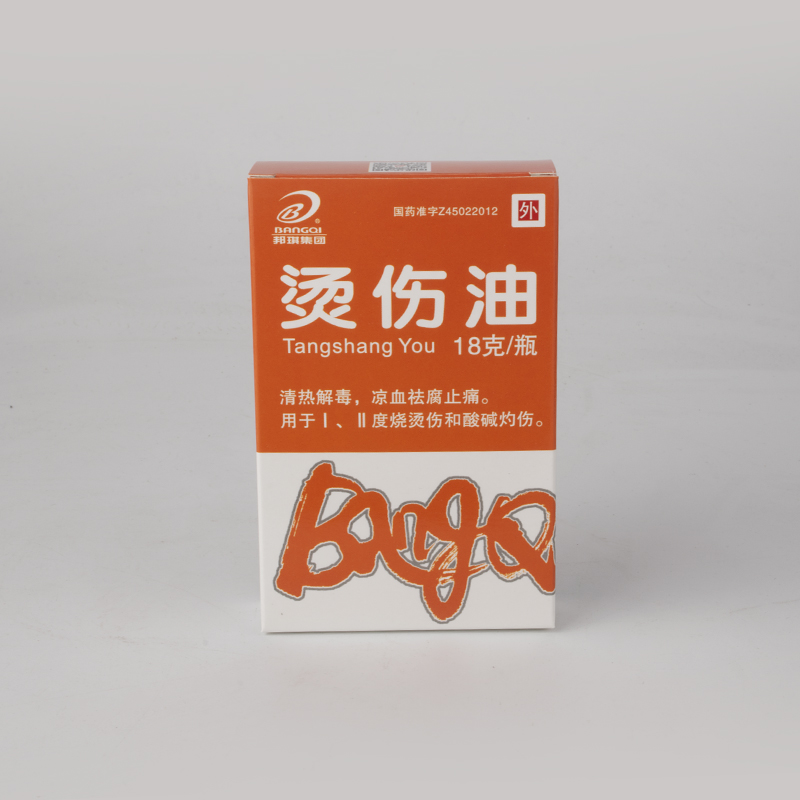 国药准字Z45022012
外
BANGQI
邦琪集团
烫伤油
Tangshang You 18克/瓶
清热解毒，凉血祛腐止痛。
用于Ⅰ、Ⅱ度烧烫伤和酸碱灼伤。
BangQ